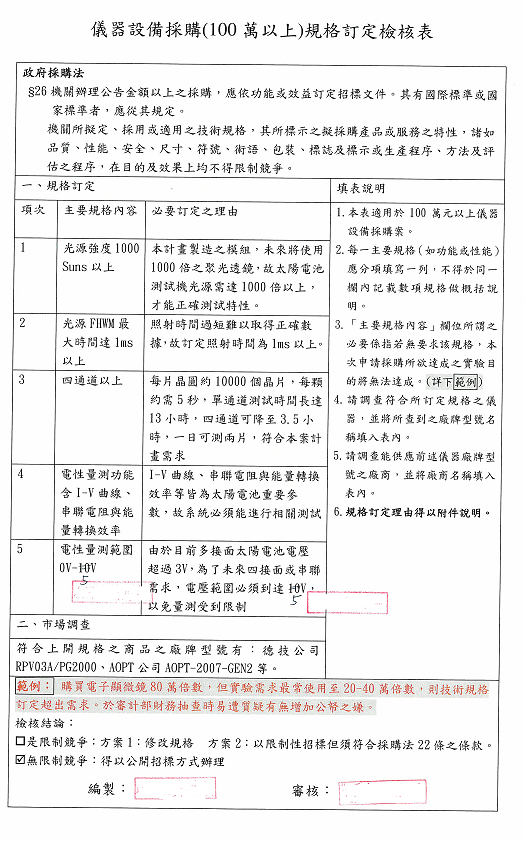 儀器設備採購(100 萬以上)規格訂定檢核表
政府採購法
§26 機關辦理公告金額以上之採購，應依功能或效益訂定招標文件。具有國際標準或國
家標準者，應從其規定。
機關所擬定、採用或適用之技術規格，其所標示之擬採購產品或服務之特性，諸如
品質、性能、安全、尺寸、符號、術語、包裝、標誌及標示或生產程序、方法及評
估之程序，在目的及效果上均不得限制競爭。
一、規格訂定
項次
主要規格內容
必要訂定之理由
1
光源強度 1000
Suns 以上
本計畫製造之模組，未來將使用
1000 倍之聚光透鏡，故太陽電池
測試機光源需達 1000 倍以上，
才能正確測試特性。
2
光源 FHWM 最
大時間達 1ms
以上
照射時間過短難以取得正確數
據，故訂定照射時間為 1ms 以上。
3
四通道以上
每片晶圓約 10000 個晶片，每顆
約需 5 秒，單通道測試時間長達
13 小時，四通道可降至 3.5 小
時，一日可測兩片，符合本案計
畫需求
4
電性量測功能
含 I-V 曲線、
串聯電阻與能
量轉換效率
I-V 曲線、串聯電阻與能量轉換
效率等皆為太陽電池重要參
數，故系統必須能進行相關測試
5
電性量測範圍
0V-10V
5
由於目前多接面太陽電池電壓
超過 3V，為了未來四接面或串聯
需求，電壓範圍必須到達 10V，
5
以免量測受到限制
填表說明
1.本表適用於 100 萬元以上儀器
設備採購案。
2.每一主要規格(如功能或性能)
應分項填寫一列，不得於同一
欄內記載數項規格做概括說
明。
3.「主要規格內容」欄位所謂之
必要係指若無要求該規格，本
次申請採購所欲達成之實驗目
的將無法達成。(詳下範例)
4.請調查符合所訂定規格之儀
器，並將所查到之廠牌型號名
稱填入表內。
5.請調查能供應前述儀器廠牌型
號之廠商，並將廠商名稱填入
表內。
6.規格訂定理由得以附件說明。
二、市場調查
符合上開規格之商品之廠牌型號有：德技公司
RPV03A/PG2000、AOPT 公司 AOPT-2007-GEN2 等。
範例： 購買電子顯微鏡 80 萬倍數，但實驗需求最常使用至 20-40 萬倍數，則技術規格
訂定超出需求。於審計部財務抽查時易遭質疑有無增加公帑之嫌。
檢核結論：
☐是限制競爭：方案 1：修改規格 方案 2：以限制性招標但須符合採購法 22 條之條款。
☑無限制競爭：得以公開招標方式辦理
編製： 審核：